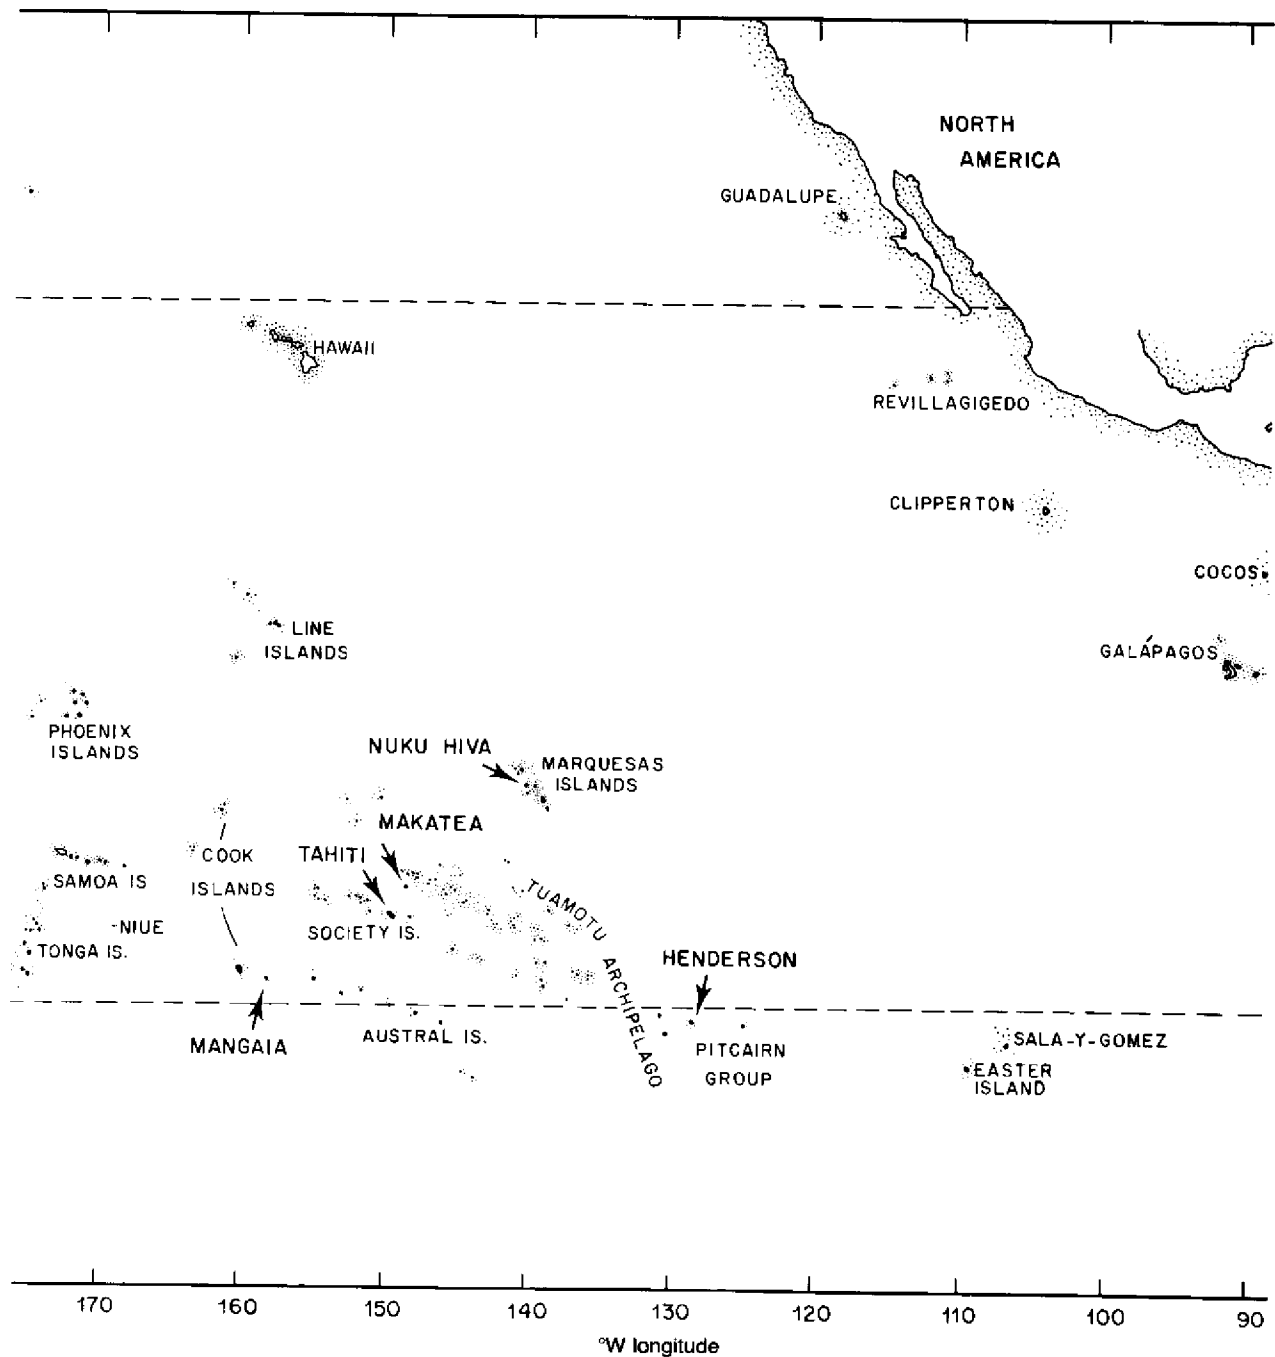 NORTH
AMERICA
GUADALUPE
HAWAII
REVILLAGIGEDO
CLIPPERTON
COCOS
LINE
ISLANDS
GALÁPAGOS
PHOENIX
ISLANDS
NUKU HIVA
MARQUESAS
ISLANDS
MAKATEA
TAHITI
COOK
ISLANDS
SAMOA IS
TUAMOTU ARCHIPELAGO
-NIUE
SOCIETY IS.
TONGA IS.
HENDERSON
MANGAIA
AUSTRAL IS.
PITCAIRN
GROUP
SALA-Y-GOMEZ
EASTER
ISLAND
170 160 150 140 130 120 110 100 90
°W longitude